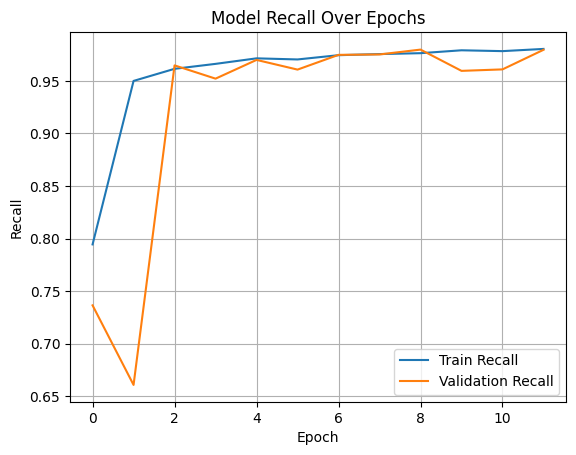 Model Recall Over Epochs
Recall
0.95
0.90
0.85
0.80
0.75
0.70
0.65
0 2 4 6 8 10
Epoch
Train Recall
Validation Recall